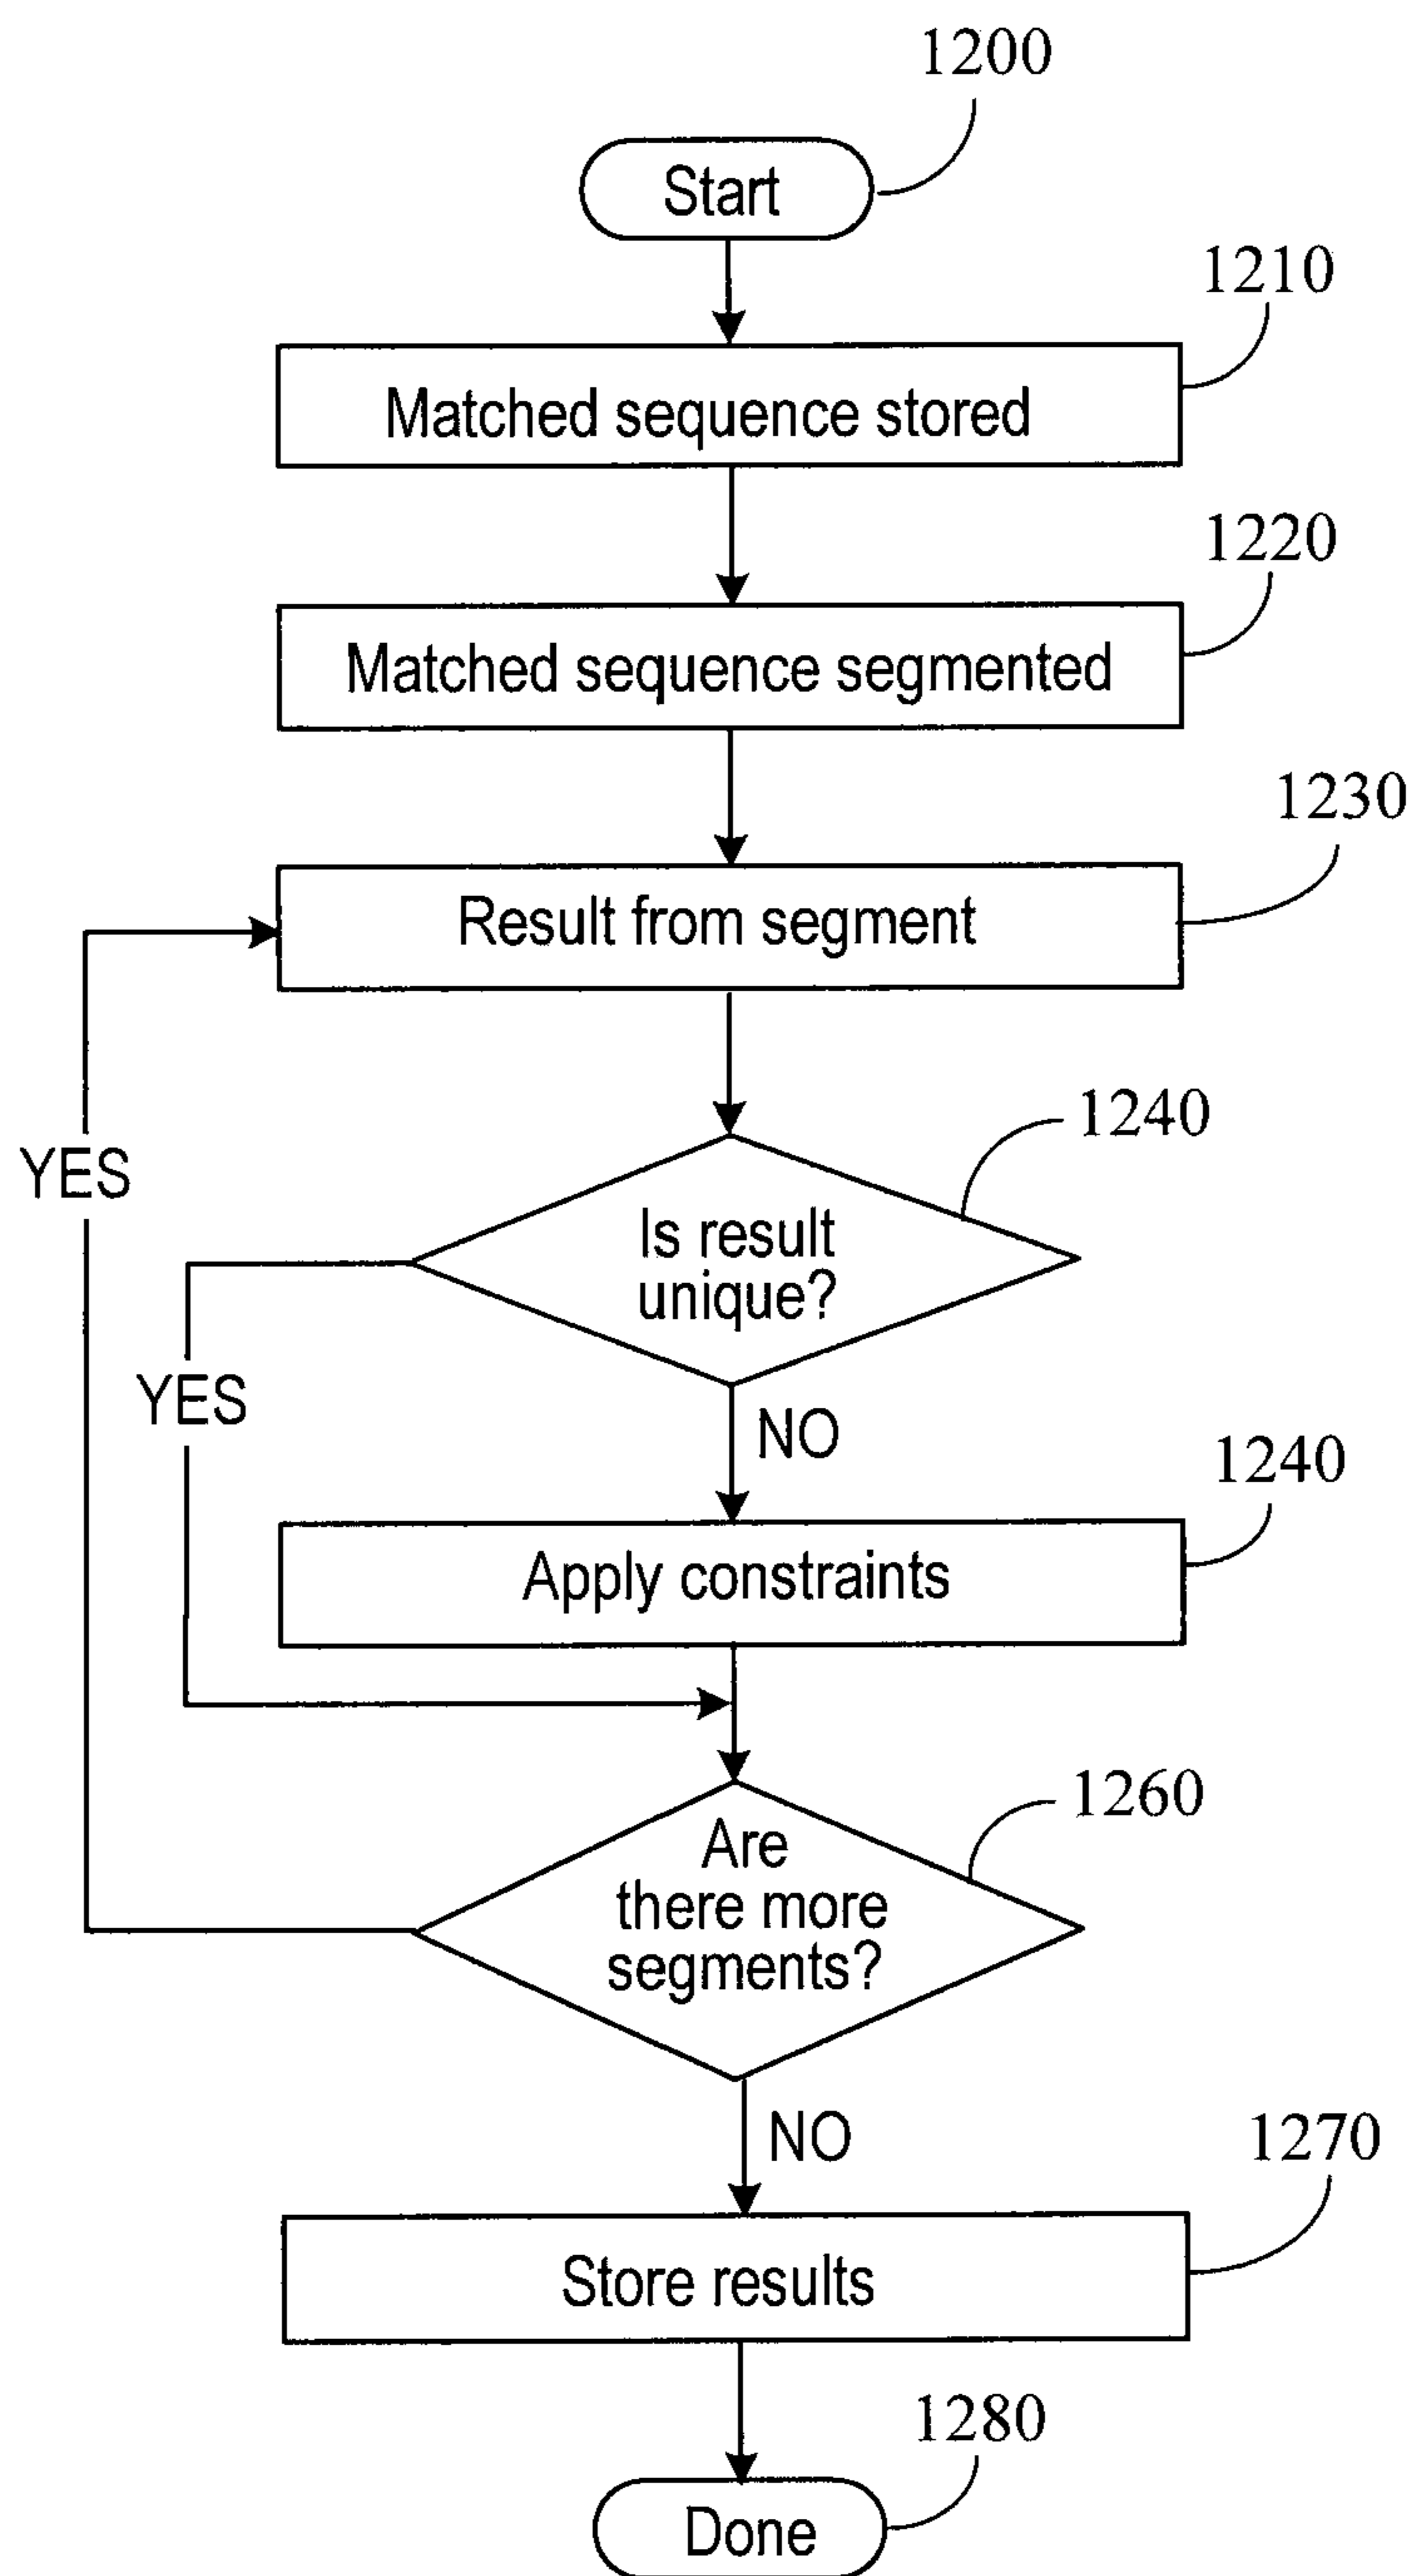 1200
Start
1210
Matched sequence stored
1220
Matched sequence segmented
1230
Result from segment
1240
YES
Is result
unique?
YES
NO
1240
Apply constraints
1260
Are
there more
segments?
NO
1270
Store results
1280
Done